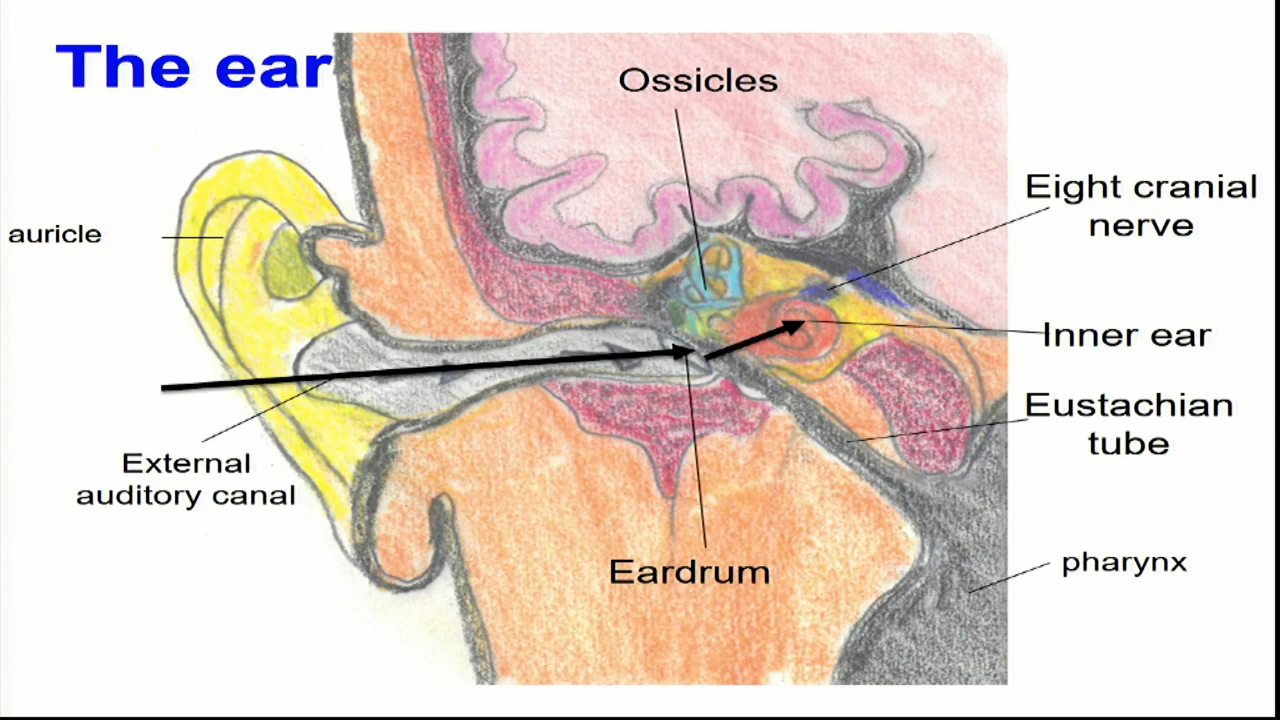 The ear
Ossicles
Eight cranial
nerve
auricle
Inner ear
Eustachian
tube
External
auditory canal
Eardrum
pharynx